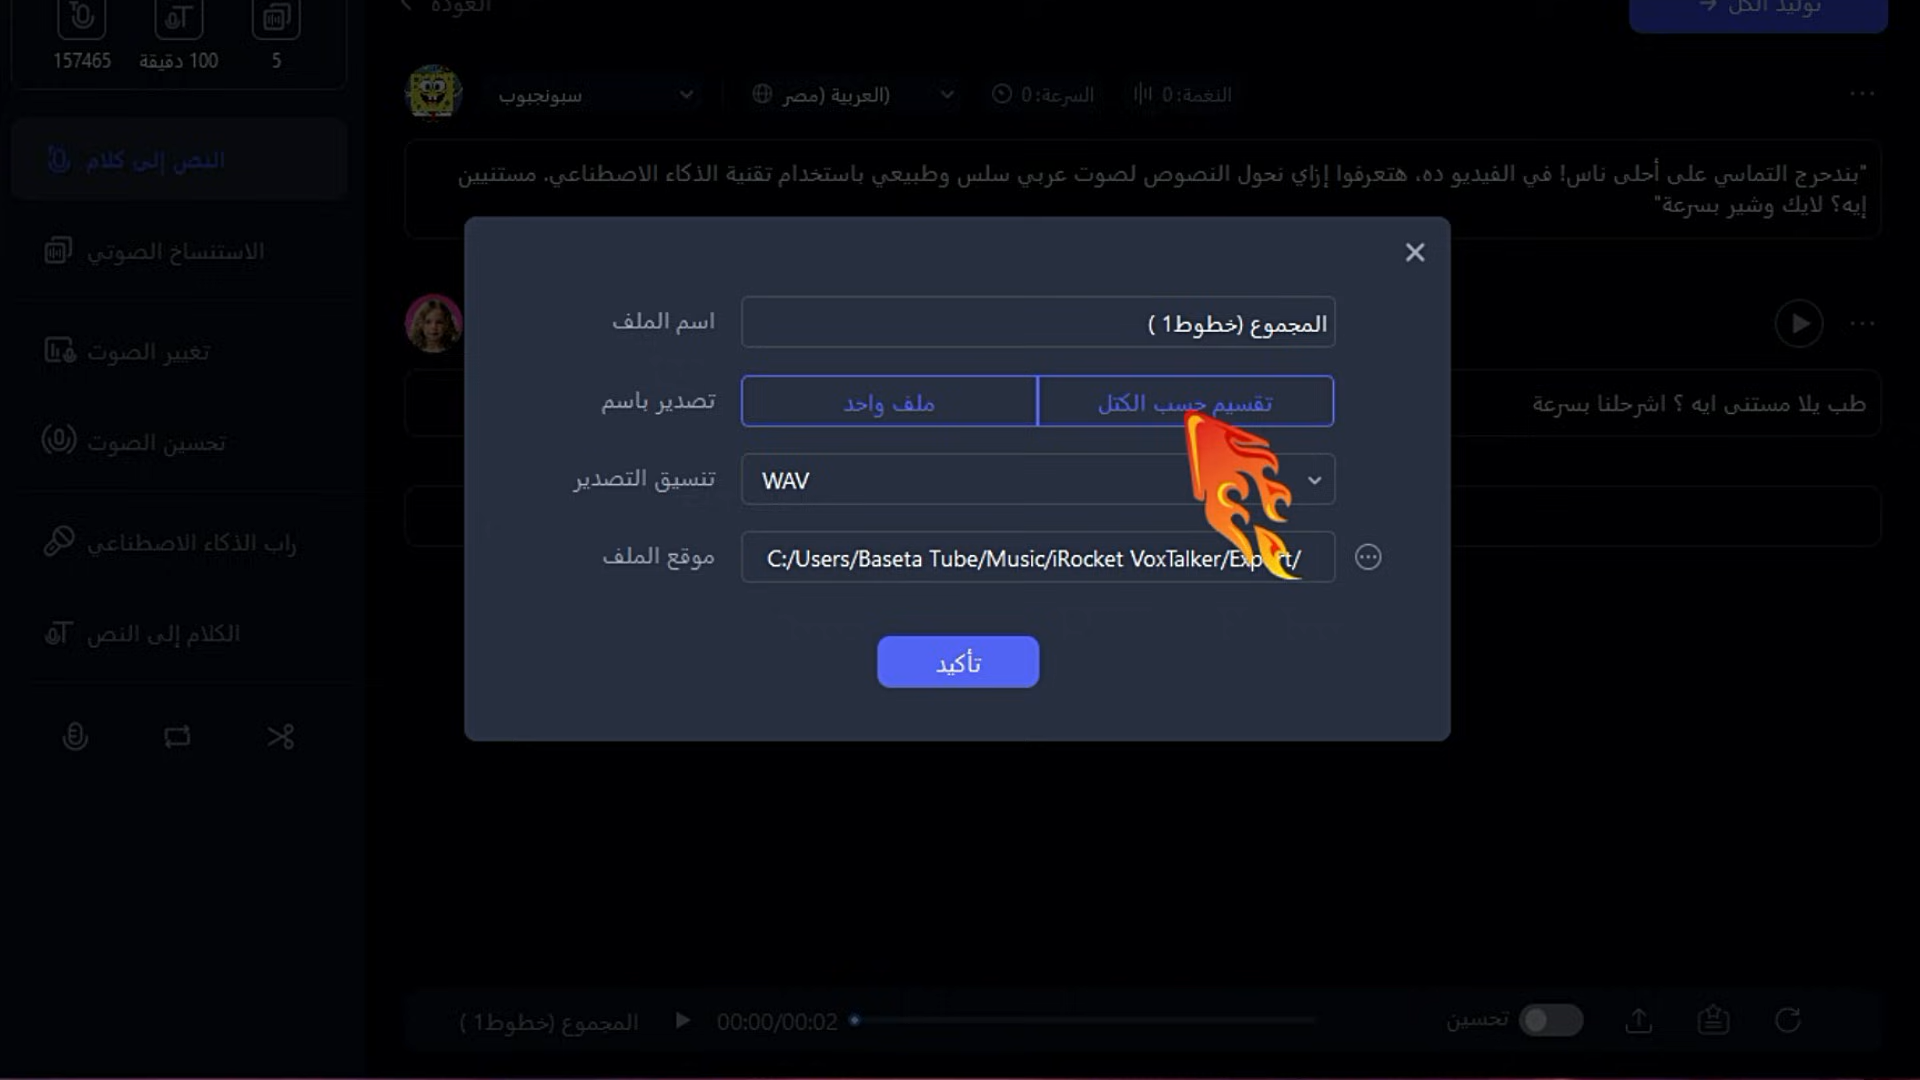 العودة
توليد الكل
157465
100 دقيقة
5
سبونجبوب
العربية (مصر)
السرعة: 0
النغمة: 0
النص إلى كلام
"بندحرج التماسي على أحلى ناس! في الفيديو ده، هتعرفوا إزاي نحول النصوص لصوت عربي سلس وطبيعي باستخدام تقنية الذكاء الاصطناعي. مستنيين
إيه؟ لايك وشير بسرعة"
الاستنساخ الصوتي
تغيير الصوت
تحسين الصوت
راب الذكاء الاصطناعي
الكلام إلى النص
طب يلا مستنى ايه ؟ اشرحلنا بسرعة
اسم الملف
المجموع (خطوط1 )
تصدير باسم
ملف واحد
تقسيم حسب الكتل
تنسيق التصدير
WAV
موقع الملف
C:/Users/Baseta Tube/Music/iRocket VoxTalker/Export/
تأكيد
المجموع (خطوط1 )
00:00/00:02
تحسين